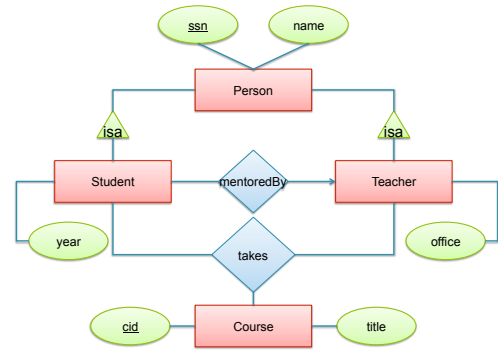 ssn
name
Person
isa
isa
Student
mentoredBy
Teacher
year
takes
office
cid
Course
title